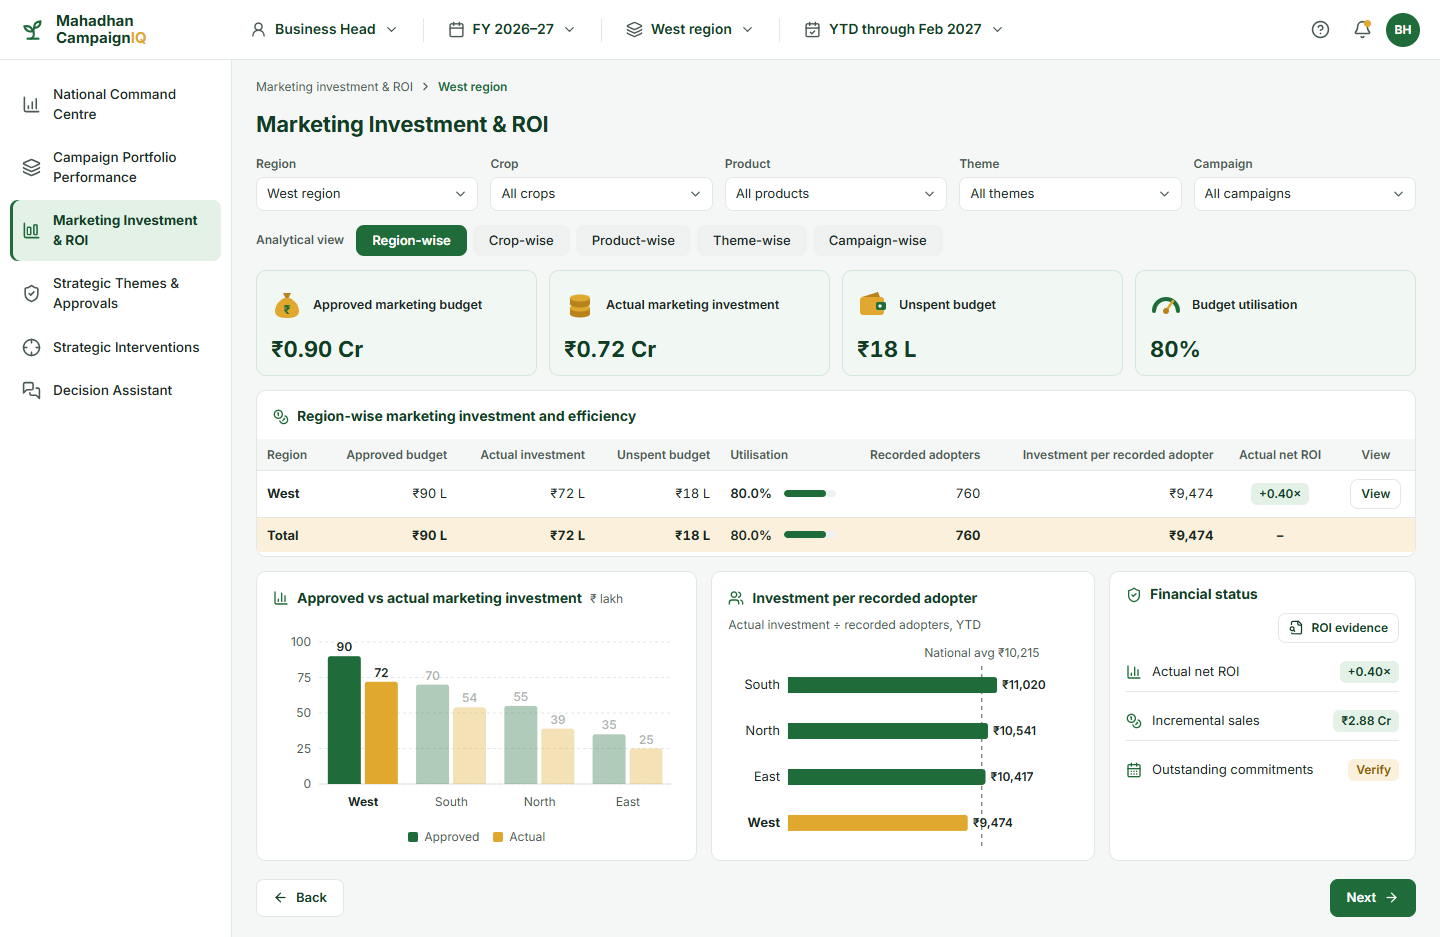 Mahadhan
CampaignIQ
Business Head
FY 2026–27
West region
YTD through Feb 2027
BH
National Command
Centre
Campaign Portfolio
Performance
Marketing Investment
& ROI
Strategic Themes &
Approvals
Strategic Interventions
Decision Assistant
Marketing investment & ROI > West region
Marketing Investment & ROI
Region
Crop
Product
Theme
Campaign
West region
All crops
All products
All themes
All campaigns
Analytical view
Region-wise
Crop-wise
Product-wise
Theme-wise
Campaign-wise
Approved marketing budget
₹0.90 Cr
Actual marketing investment
₹0.72 Cr
Unspent budget
₹18 L
Budget utilisation
80%
Region-wise marketing investment and efficiency
Region Approved budget Actual investment Unspent budget Utilisation Recorded adopters Investment per recorded adopter Actual net ROI View
West ₹90 L ₹72 L ₹18 L 80.0% 760 ₹9,474 +0.40× View
Total ₹90 L ₹72 L ₹18 L 80.0% 760 ₹9,474 –
Approved vs actual marketing investment ₹ lakh
100
75
50
25
0
90
72
70
54
55
39
35
25
West
South
North
East
Approved
Actual
Investment per recorded adopter
Actual investment ÷ recorded adopters, YTD
National avg ₹10,215
South ₹11,020
North ₹10,541
East ₹10,417
West ₹9,474
Financial status
ROI evidence
Actual net ROI +0.40×
Incremental sales ₹2.88 Cr
Outstanding commitments Verify
Back
Next